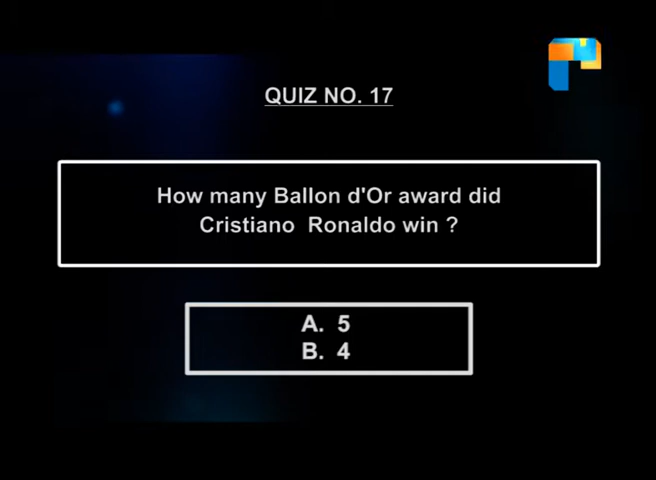 QUIZ NO. 17
How many Ballon d'Or award did
Cristiano Ronaldo win ?
A. 5
B. 4